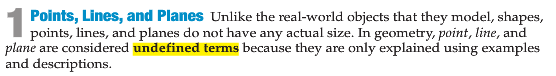 1 Points, Lines, and Planes Unlike the real-world objects that they model, shapes,
points, lines, and planes do not have any actual size. In geometry, point, line, and
plane are considered undefined terms because they are only explained using examples
and descriptions.